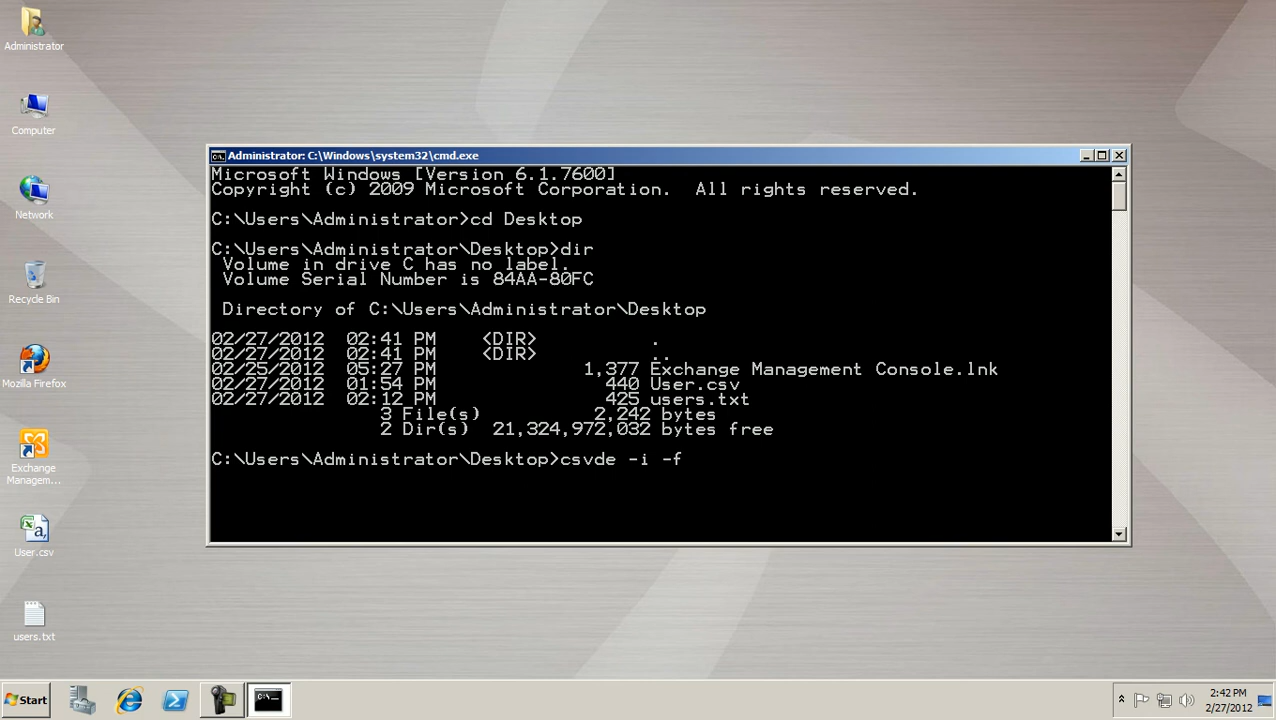 Administrator
Computer
Network
Recycle Bin
Mozilla Firefox
Exchange
Managem...
User.csv
users.txt
Administrator: C:\Windows\system32\cmd.exe
Microsoft Windows [Version 6.1.7600]
Copyright (c) 2009 Microsoft Corporation.  All rights reserved.
C:\Users\Administrator>cd Desktop
C:\Users\Administrator\Desktop>dir
 Volume in drive C has no label.
 Volume Serial Number is 84AA-80FC
 Directory of C:\Users\Administrator\Desktop
02/27/2012  02:41 PM    <DIR>          .
02/27/2012  02:41 PM    <DIR>          ..
02/25/2012  05:27 PM             1,377 Exchange Management Console.lnk
02/27/2012  01:54 PM               440 User.csv
02/27/2012  02:12 PM               425 users.txt
               3 File(s)          2,242 bytes
               2 Dir(s)  21,324,972,032 bytes free
C:\Users\Administrator\Desktop>csvde -i -f
Start
2:42 PM
2/27/2012